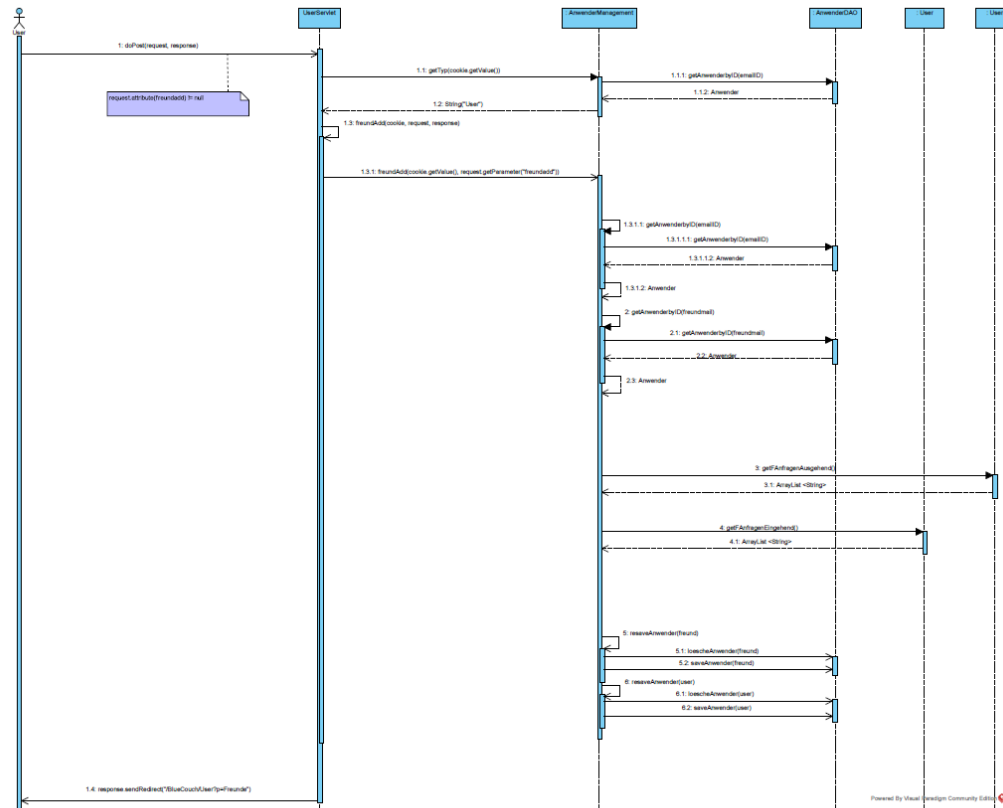 UserServlet
: AnwenderManagement
: AnwenderDAO
: User
: User
User
1: doPost(request, response)
request.attribute(freundadd) != null
1.1: getTyp(cookie.getValue())
1.1.1: getAnwenderbyID(emailID)
1.1.2: Anwender
1.2: String("User")
1.3: freundAdd(cookie, request, response)
1.3.1: freundAdd(cookie.getValue(), request.getParameter("freundadd"))
1.3.1.1: getAnwenderbyID(emailID)
1.3.1.1.1: getAnwenderbyID(emailID)
1.3.1.1.2: Anwender
1.3.1.2: Anwender
2: getAnwenderbyID(freundmail)
2.1: getAnwenderbyID(freundmail)
2.2: Anwender
2.3: Anwender
3: getFAnfragenAusgehend()
3.1: ArrayList <String>
4: getFAnfragenEingehend()
4.1: ArrayList <String>
5: resaveAnwender(freund)
5.1: loescheAnwender(freund)
5.2: saveAnwender(freund)
6: resaveAnwender(user)
6.1: loescheAnwender(user)
6.2: saveAnwender(user)
1.4: response.sendRedirect("/BlueCouch/User?p=Freunde")
Powered By Visual Paradigm Community Edition